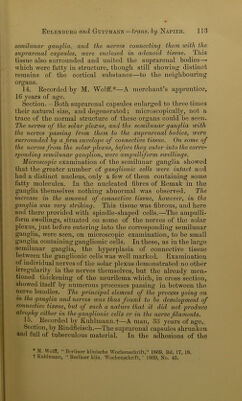 EULENBURG and GUTTMANN—trans. by NAPIER. 113
semilunar ganglia, and the nerves connecting them with the
suprarenal capsules, were enclosed in adenoid tissue. This
tissue also surrounded and united the suprarenal bodies—
which were fatty in structure, though still showing distinct
remains of the cortical substance—to the neighbouring
organs.
14. Recorded by M. Wolff.*—A merchant's apprentice,
16 years of age.
Section.—Both suprarenal capsules enlarged to three times
their natural size, and degenerated; microscopically, not a
trace of the normal structure of these organs could be seen.
The nerves of the solar plexus, and the semilunar ganglia with
the nerves passing from them to the suprarenal bodies, were
surrounded by a firm envelope of connective tissue. On some of
the nerves from the solar plexus, before they enter into the corre-
sponding semilunar ganglion, were ampulliform swellings.
Microscopic examination of the semilunar ganglia showed
that the greater number of ganglionic cells were intact and
had a distinct nucleus, only a few of them containing some
fatty molecules. In the nucleated fibres of Remak in the
ganglia themselves nothing abnormal was observed. The
increase in the amount of connective tissue, however, in the
ganglia was very striking. This tissue was fibrous, and here
and there provided with spindle-shaped cells.—The ampulli-
form swellings, situated on some of the nerves of the solar
plexus, just before entering into the corresponding semilunar
ganglia, were seen, on microscopic examination, to be small
ganglia containing ganglionic cells. In these, as in the large
semilunar ganglia, the hyperplasia of connective tissue
between the ganglionic cells was well marked. Examination
of individual nerves of the solar plexus demonstrated no other
irregularity in the nerves themselves, but the already men-
tioned thickening of the neurilema which, in cross section,
showed itself by numerous processes passing in between the
nerve bundles. The principal element of the process going on
in the ganglia and nerves was thus found to be development of
connective tissue, but of such a nature that it did not produce
atrophy either in the ganglionic cells or in the nerve filaments.
15. Recorded by Kuhlmann.†—A man, 33 years of age.
Section, by Rindfleisch.—The suprarenal capsules shrunken
and full of tuberculous material. In the adhesions of the
* M. Wolff, "Berliner klinische Wochenschrift," 1869, Bd. 17, 18.
† Kuhlmann, "Berliner klin. Wochenschrift," 1869, No. 45.